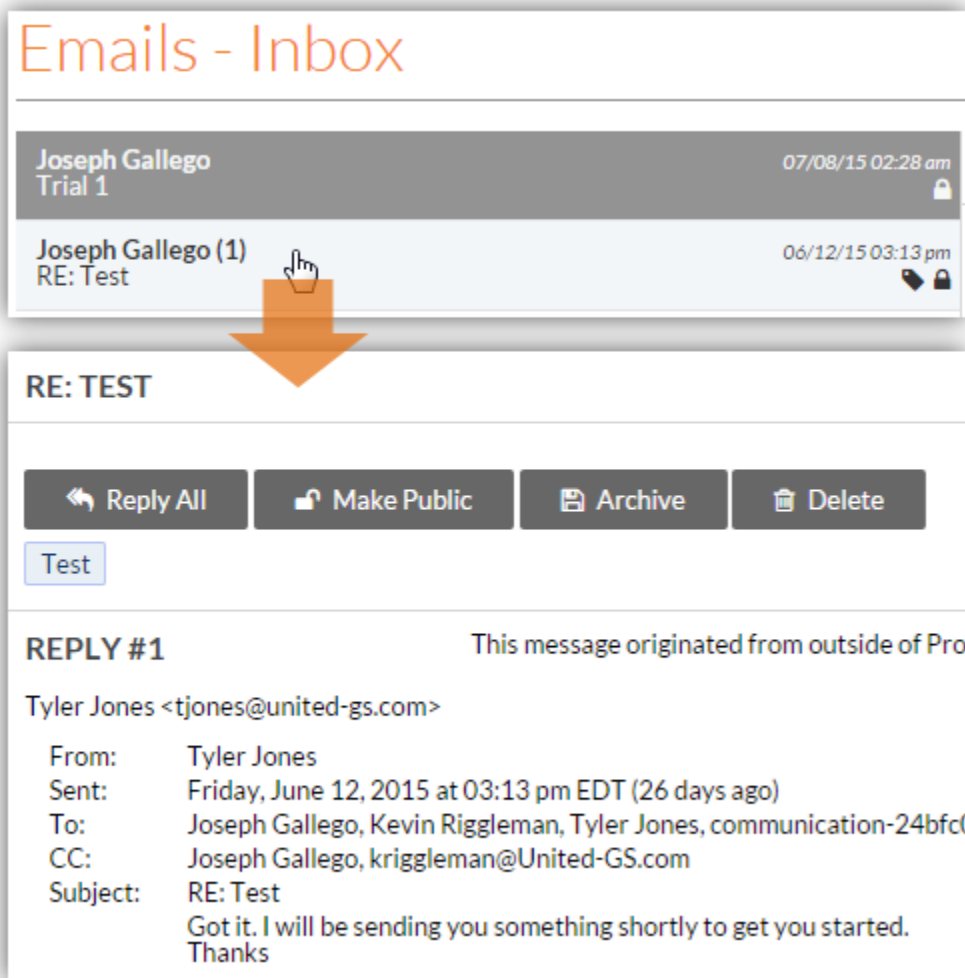 Emails - Inbox
Joseph Gallego 07/08/15 02:28 am
Trial 1
Joseph Gallego (1) 06/12/15 03:13 pm
RE: Test
RE: TEST
Reply All Make Public Archive Delete
Test
REPLY #1 This message originated from outside of Pro
Tyler Jones <tjones@united-gs.com>
From: Tyler Jones
Sent: Friday, June 12, 2015 at 03:13 pm EDT (26 days ago)
To: Joseph Gallego, Kevin Riggleman, Tyler Jones, communication-24bfc0
CC: Joseph Gallego, kriggleman@United-GS.com
Subject: RE: Test
Got it. I will be sending you something shortly to get you started.
Thanks